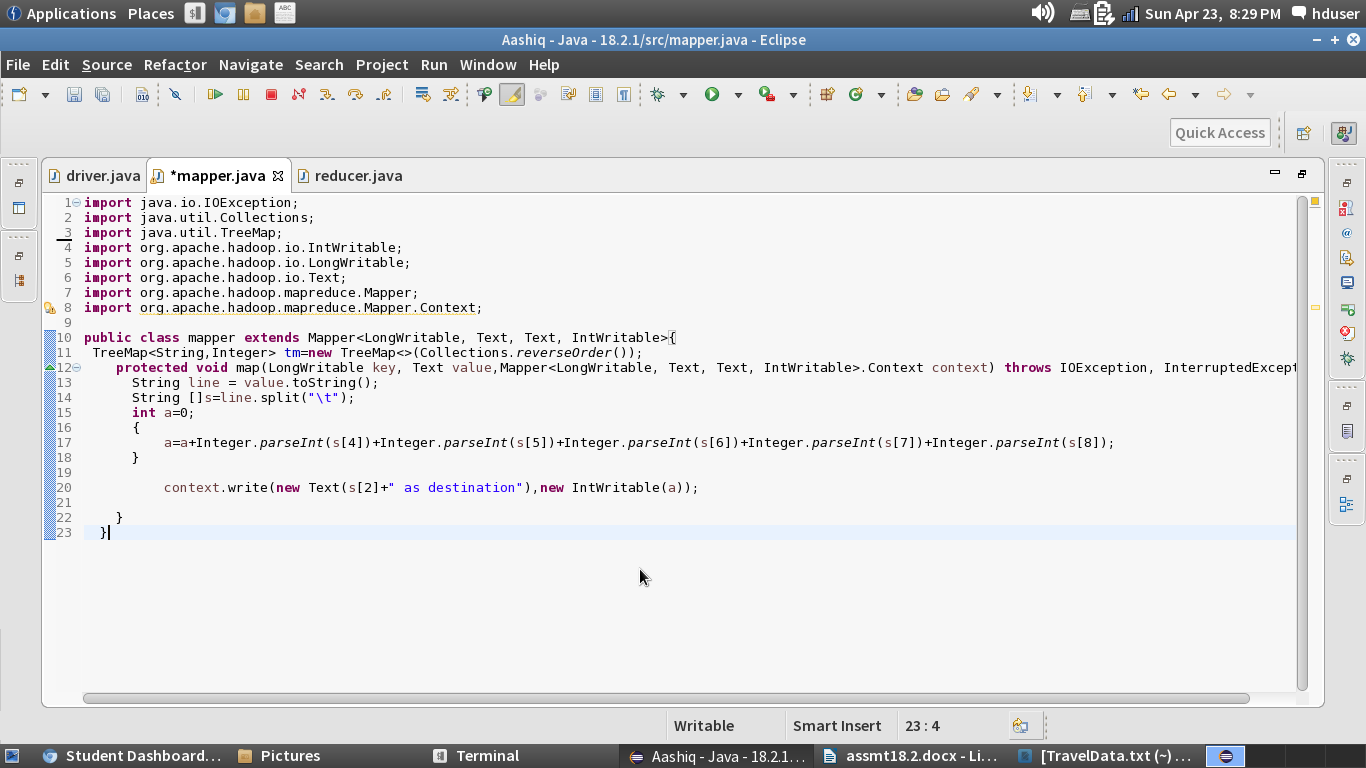 Applications Places ABC Sun Apr 23, 8:29 PM hduser
Aashiq - Java - 18.2.1/src/mapper.java - Eclipse
File Edit Source Refactor Navigate Search Project Run Window Help
Quick Access
driver.java *mapper.java reducer.java
1 import java.io.IOException;
2 import java.util.Collections;
3 import java.util.TreeMap;
4 import org.apache.hadoop.io.IntWritable;
5 import org.apache.hadoop.io.LongWritable;
6 import org.apache.hadoop.io.Text;
7 import org.apache.hadoop.mapreduce.Mapper;
8 import org.apache.hadoop.mapreduce.Mapper.Context;
9
10 public class mapper extends Mapper<LongWritable, Text, Text, IntWritable>{
11 TreeMap<String,Integer> tm=new TreeMap<>(Collections.reverseOrder());
12 protected void map(LongWritable key, Text value,Mapper<LongWritable, Text, Text, IntWritable>.Context context) throws IOException, InterruptedExcept
13 String line = value.toString();
14 String []s=line.split("\t");
15 int a=0;
16 {
17 a=a+Integer.parseInt(s[4])+Integer.parseInt(s[5])+Integer.parseInt(s[6])+Integer.parseInt(s[7])+Integer.parseInt(s[8]);
18 }
19
20 context.write(new Text(s[2]+" as destination"),new IntWritable(a));
21
22 }
23 }
Writable Smart Insert 23 : 4
Student Dashboard... Pictures Terminal Aashiq - Java - 18.2.1... assmt18.2.docx - Li... [TravelData.txt (~) ...